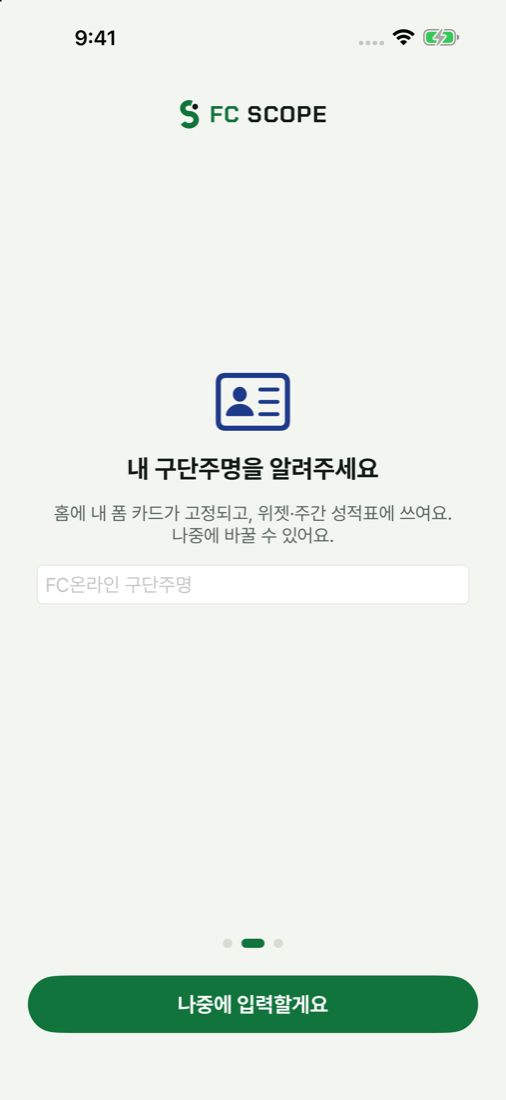 9:41
FC SCOPE
내 구단주명을 알려주세요
홈에 내 폼 카드가 고정되고, 위젯·주간 성적표에 쓰여요.
나중에 바꿀 수 있어요.
FC온라인 구단주명
나중에 입력할게요